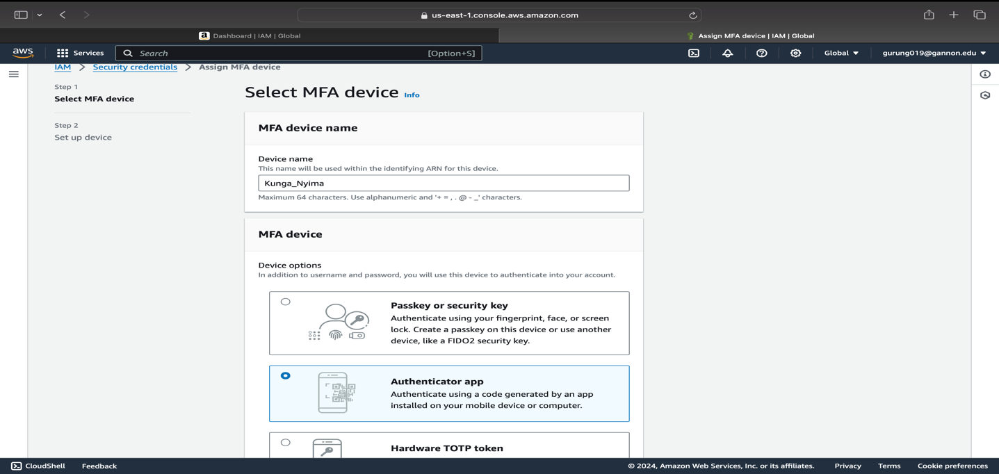 us-east-1.console.aws.amazon.com
a Dashboard | IAM | Global
Assign MFA device | IAM | Global
aws Services Search [Option+S] Global gurung019@gannon.edu
IAM > Security credentials > Assign MFA device
Step 1
Select MFA device
Step 2
Set up device
Select MFA device Info
MFA device name
Device name
This name will be used within the identifying ARN for this device.
Kunga_Nyima
Maximum 64 characters. Use alphanumeric and '+ = , . @ - _' characters.
MFA device
Device options
In addition to username and password, you will use this device to authenticate into your account.
Passkey or security key
Authenticate using your fingerprint, face, or screen
lock. Create a passkey on this device or use another
device, like a FIDO2 security key.
Authenticator app
Authenticate using a code generated by an app
installed on your mobile device or computer.
Hardware TOTP token
CloudShell Feedback © 2024, Amazon Web Services, Inc. or its affiliates. Privacy Terms Cookie preferences